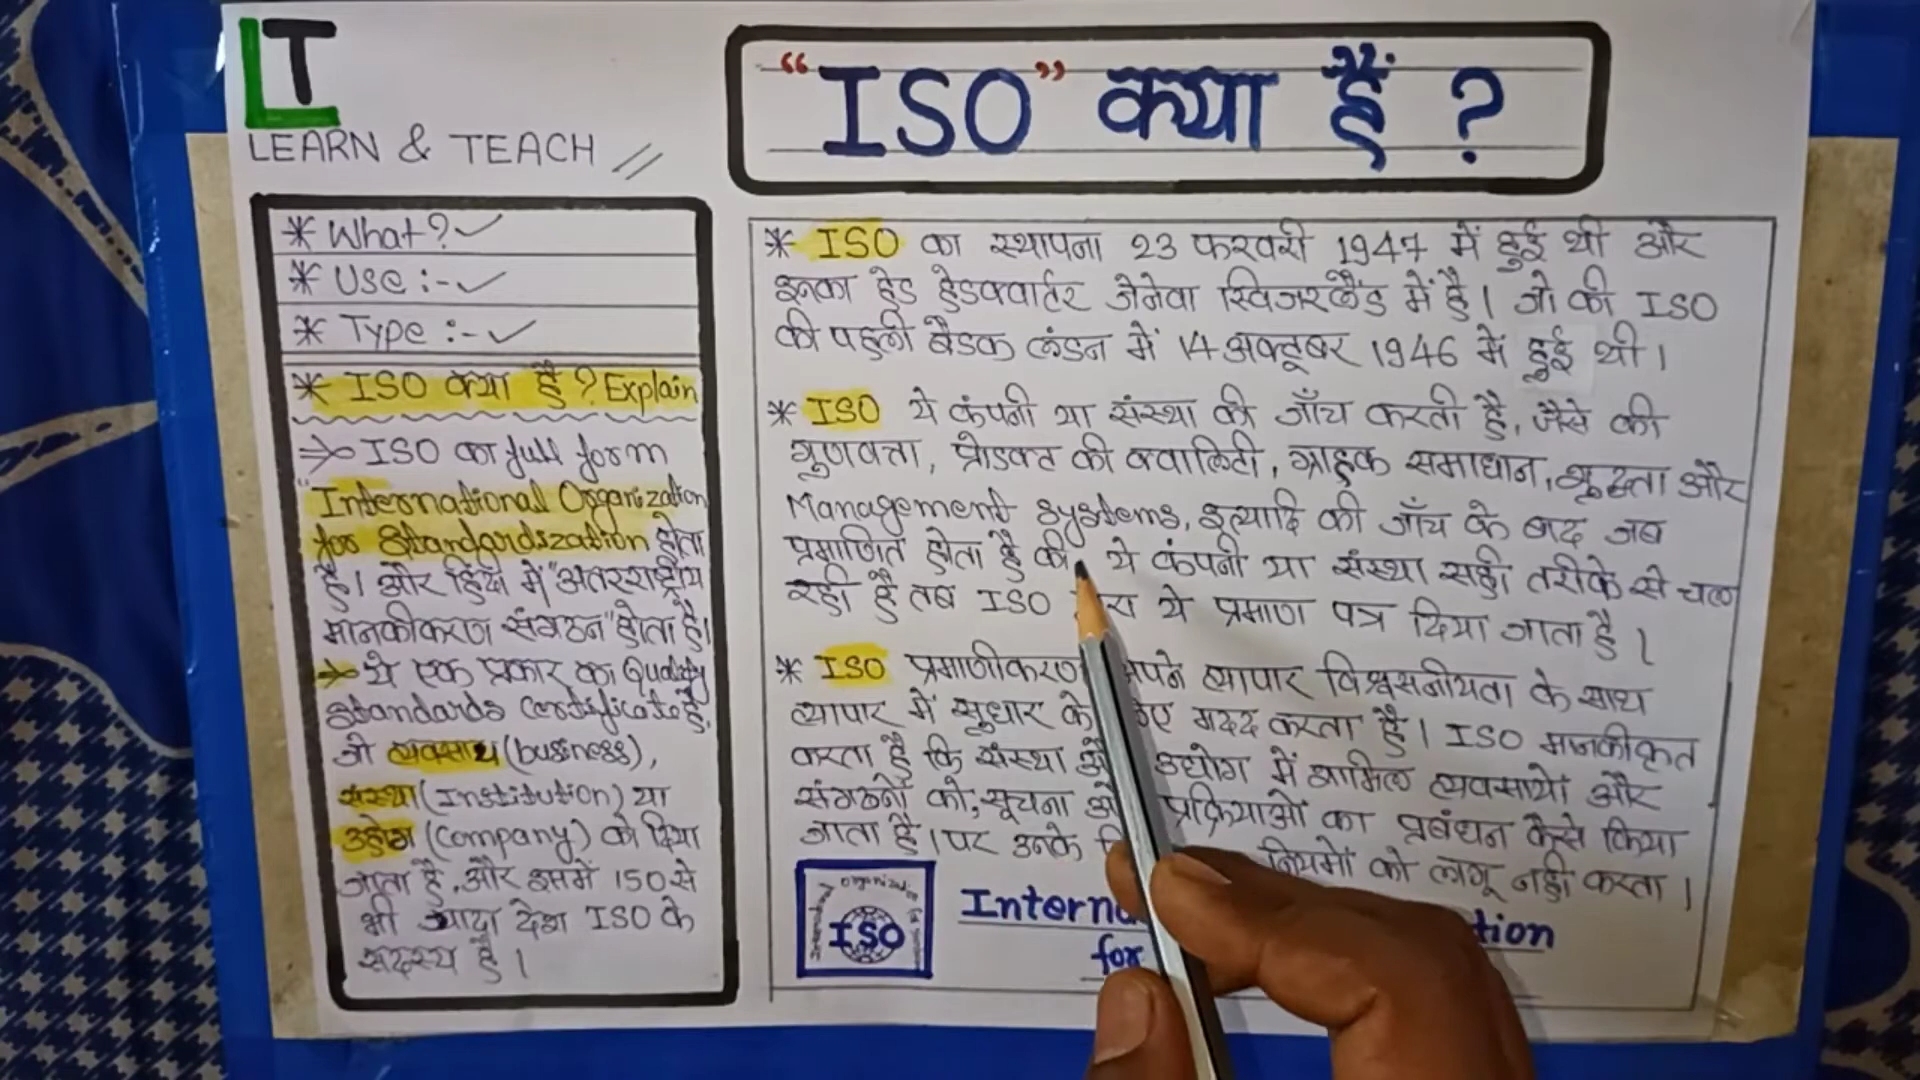 LT
LEARN & TEACH
"ISO" क्या हैं ?
* What? ✓
* Use :- ✓
* Type :- ✓
* ISO क्या है ? Explain
⇒ ISO का full form
"International Organization
for Standardization होता
है। और हिंदी में "अंतरराष्ट्रीय
मानकीकरण संगठन" होता है।
→ ये एक प्रकार का Quality
Standards Certificate है,
जो व्यवसाय (business),
संस्था (Institution) या
उद्योग (Company) को दिया
जाता है, और इसमें 150 से
भी ज्यादा देश ISO के
सदस्य है।
* ISO का स्थापना 23 फरवरी 1947 में हुई थी और
इनका हेड हेडक्वार्टर जेनेवा स्विजरलैंड में है। जो की ISO
की पहली बैठक लंडन में 14 अक्टूबर 1946 में हुई थी।
* ISO ये कंपनी या संस्था की जाँच करती है, जैसे की
गुणवत्ता, प्रोडक्ट की क्वालिटी, ग्राहक समाधान, शुद्धता और
Management Systems, इत्यादि की जाँच के बाद जब
प्रमाणित होता है की ये कंपनी या संस्था सही तरीके से चल
रही है तब ISO ये प्रमाण पत्र दिया जाता है।
* ISO प्रमाणीकरण व्यापार विश्वसनीयता के साथ
व्यापार में सुधार के मदद करता है। ISO मानकीकृत
करता है कि संस्था उद्योग में शामिल व्यवसायों और
संगठनों को, सूचना प्रक्रियाओं का प्रबंधन कैसे किया
जाता है। पर उनके नियमों को लागू नहीं करता।
ISO
for